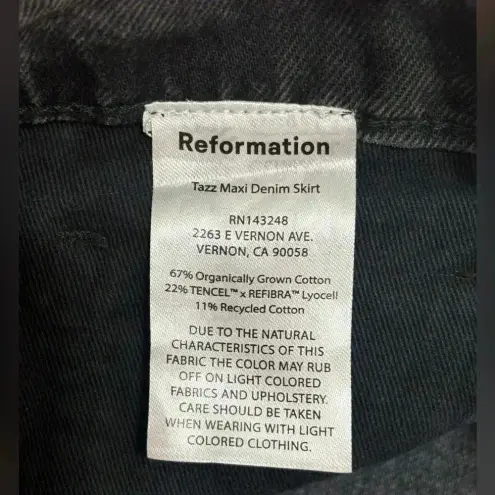 Reformation
Tazz Maxi Denim Skirt
RN143248
2263 E VERNON AVE.
VERNON, CA 90058
67% Organically Grown Cotton
22% TENCEL™ x REFIBRA™ Lyocell
11% Recycled Cotton
DUE TO THE NATURAL
CHARACTERISTICS OF THIS
FABRIC THE COLOR MAY RUB
OFF ON LIGHT COLORED
FABRICS AND UPHOLSTERY.
CARE SHOULD BE TAKEN
WHEN WEARING WITH LIGHT
COLORED CLOTHING.